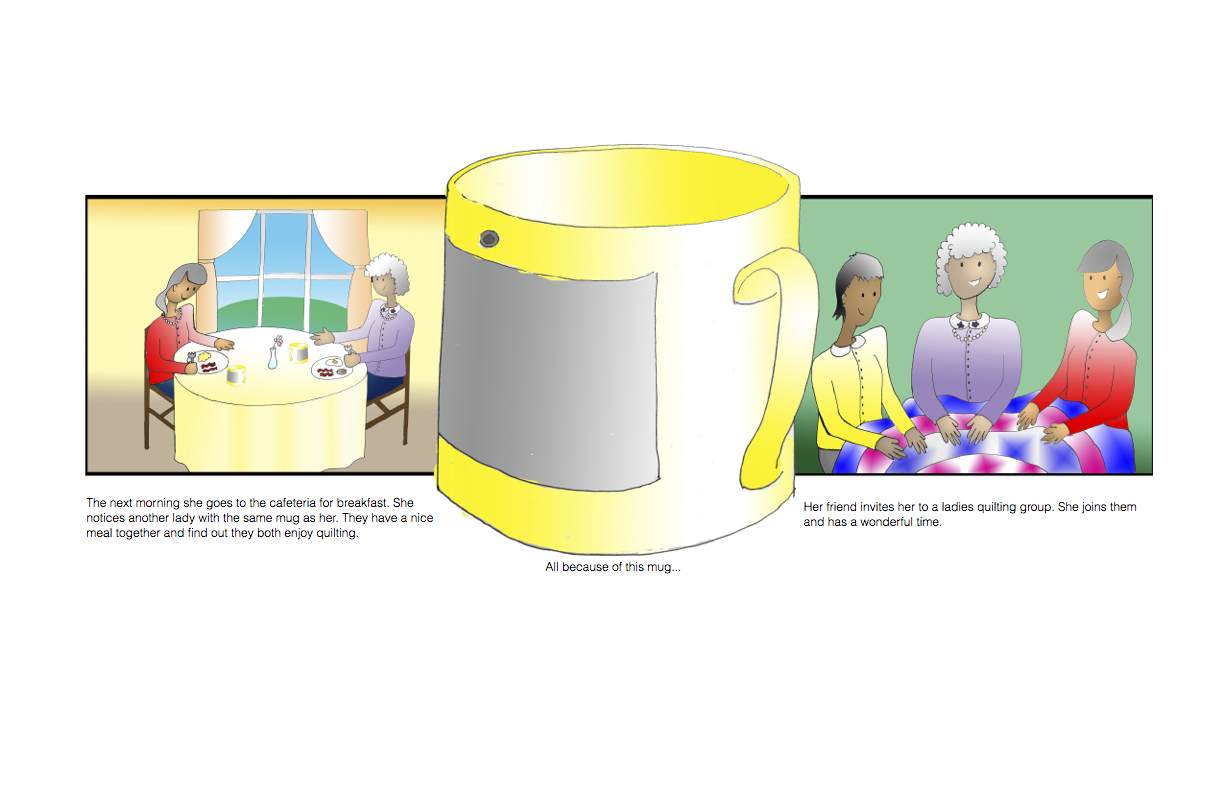 The next morning she goes to the cafeteria for breakfast. She
notices another lady with the same mug as her. They have a nice
meal together and find out they both enjoy quilting.
All because of this mug...
Her friend invites her to a ladies quilting group. She joins them
and has a wonderful time.